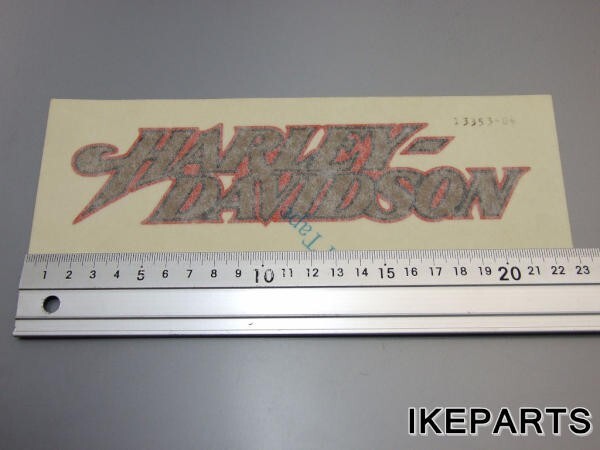 13353-04
HARLEY-
DAVIDSON
Tape
1 2 3 4 5 6 7 8 9 10 11 12 13 14 15 16 17 18 19 20 21 22 23
IKEPARTS